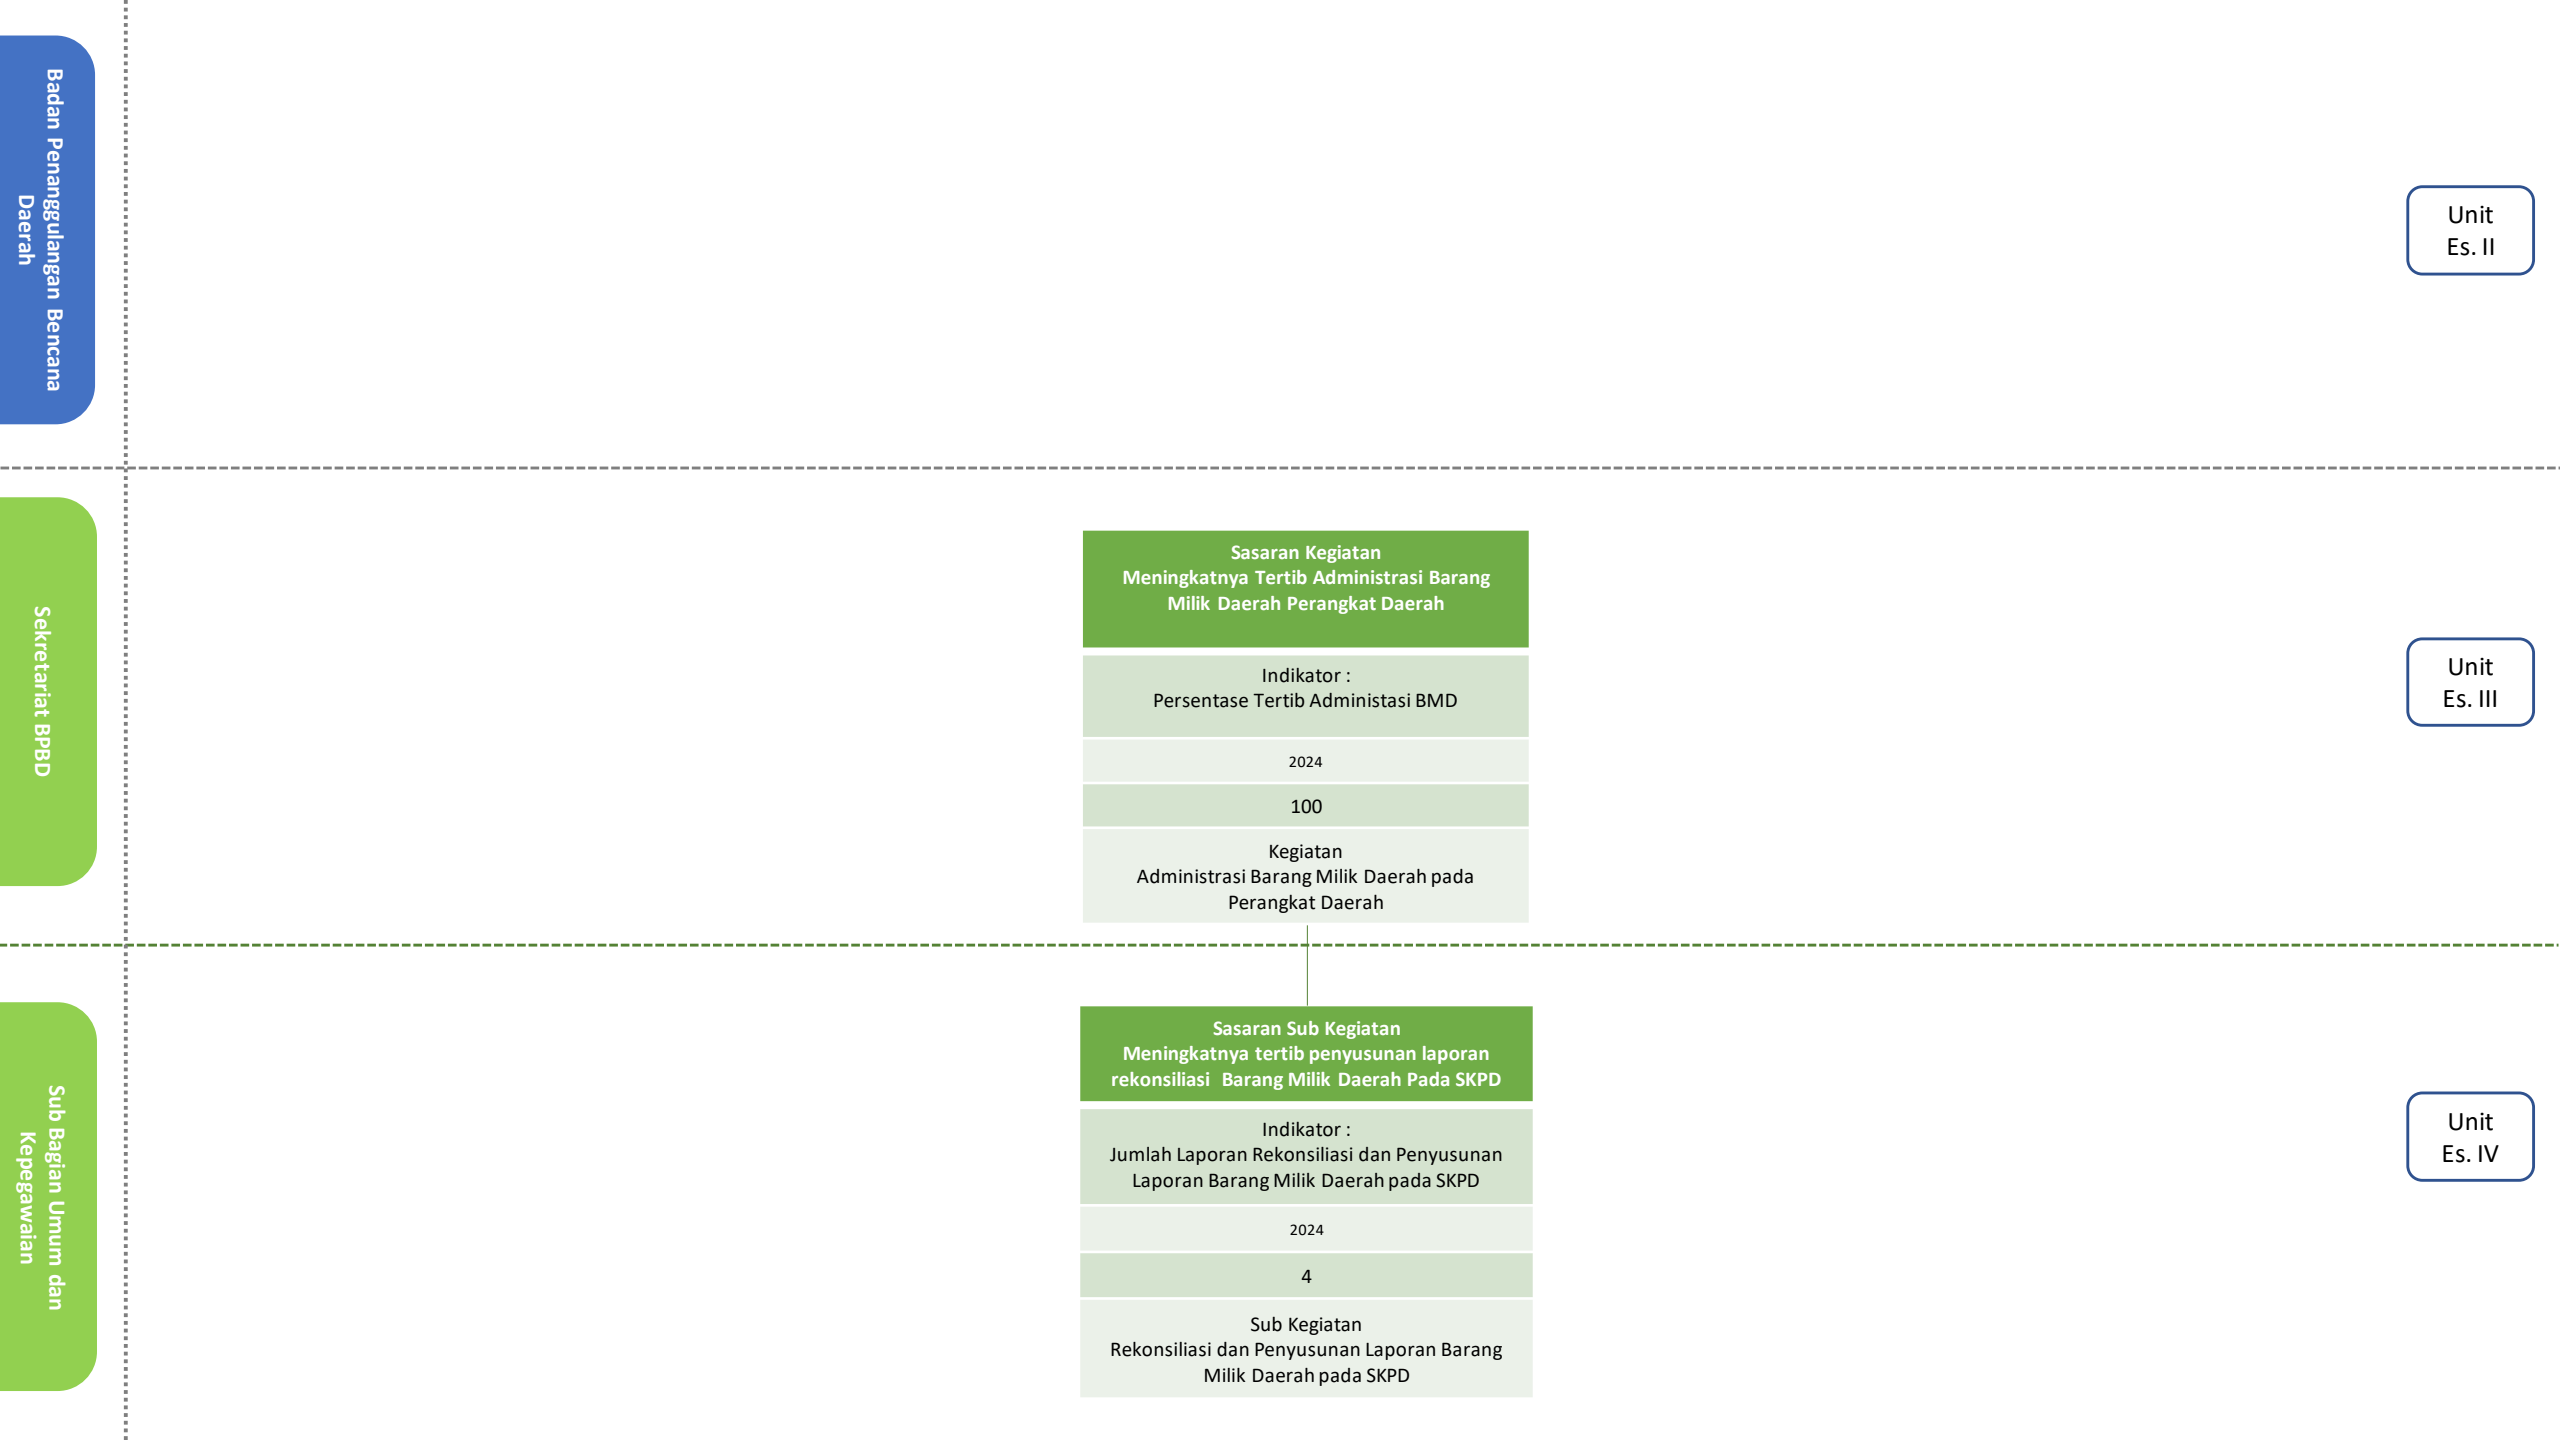 Badan Penanggulangan Bencana
Daerah
Unit
Es. II
Sekretariat BPBD
Sasaran Kegiatan
Meningkatnya Tertib Administrasi Barang
Milik Daerah Perangkat Daerah
Indikator :
Persentase Tertib Administasi BMD
2024
100
Kegiatan
Administrasi Barang Milik Daerah pada
Perangkat Daerah
Unit
Es. III
Sub Bagian Umum dan
Kepegawaian
Sasaran Sub Kegiatan
Meningkatnya tertib penyusunan laporan
rekonsiliasi  Barang Milik Daerah Pada SKPD
Indikator :
Jumlah Laporan Rekonsiliasi dan Penyusunan
Laporan Barang Milik Daerah pada SKPD
2024
4
Sub Kegiatan
Rekonsiliasi dan Penyusunan Laporan Barang
Milik Daerah pada SKPD
Unit
Es. IV